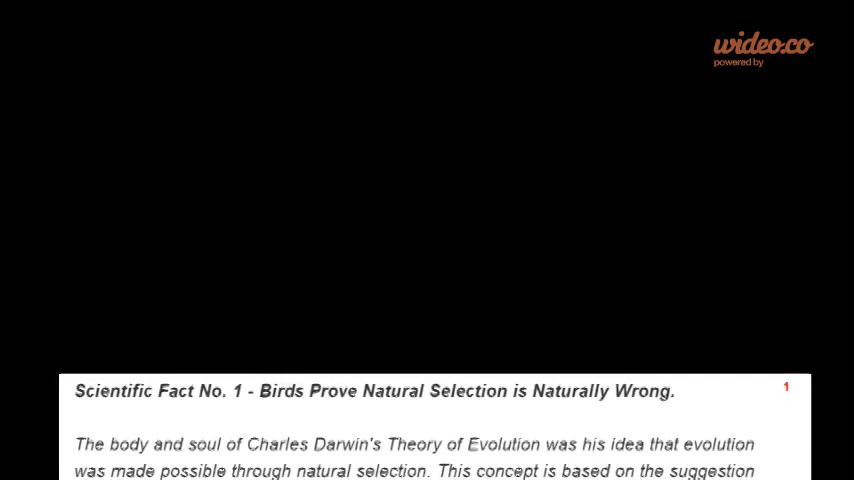 wideo.co
powered by
Scientific Fact No. 1 - Birds Prove Natural Selection is Naturally Wrong.
1
The body and soul of Charles Darwin's Theory of Evolution was his idea that evolution
was made possible through natural selection. This concept is based on the suggestion